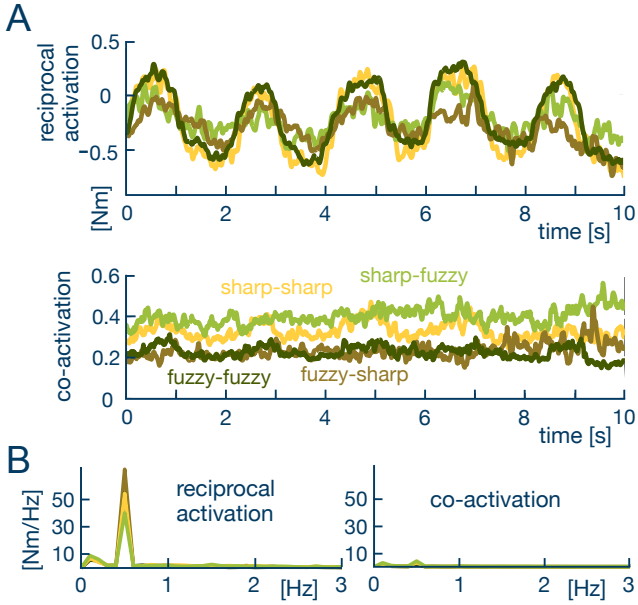 A
reciprocal
activation
[Nm]
0.5
0
−0.5
0 2 4 6 8 10
time [s]
co-activation
0.6
0.4
0.2
0
sharp-sharp
sharp-fuzzy
fuzzy-fuzzy
fuzzy-sharp
0 2 4 6 8 10
time [s]
B
[Nm/Hz]
50
30
10
reciprocal
activation
0 1 2 3
[Hz]
50
30
10
co-activation
0 1 2 3
[Hz]